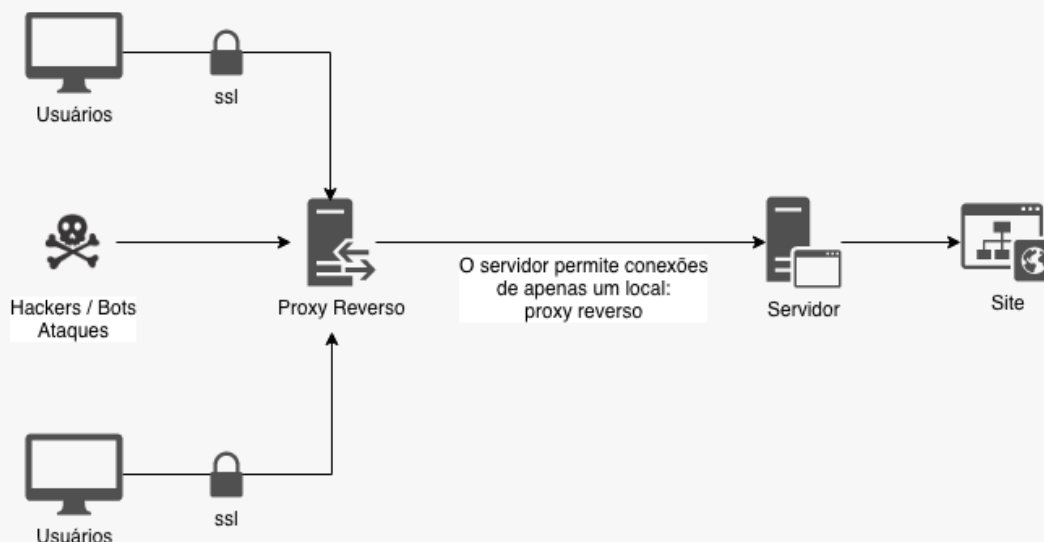 Usuários
ssl
Hackers / Bots
Ataques
Proxy Reverso
O servidor permite conexões
de apenas um local:
proxy reverso
Servidor
Site
ssl
Usuários